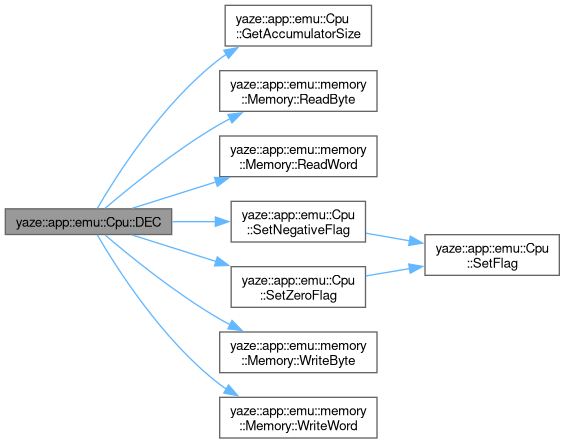 yaze::app::emu::Cpu
::GetAccumulatorSize
yaze::app::emu::memory
::Memory::ReadByte
yaze::app::emu::memory
::Memory::ReadWord
yaze::app::emu::Cpu::DEC
yaze::app::emu::Cpu
::SetNegativeFlag
yaze::app::emu::Cpu
::SetFlag
yaze::app::emu::Cpu
::SetZeroFlag
yaze::app::emu::memory
::Memory::WriteByte
yaze::app::emu::memory
::Memory::WriteWord